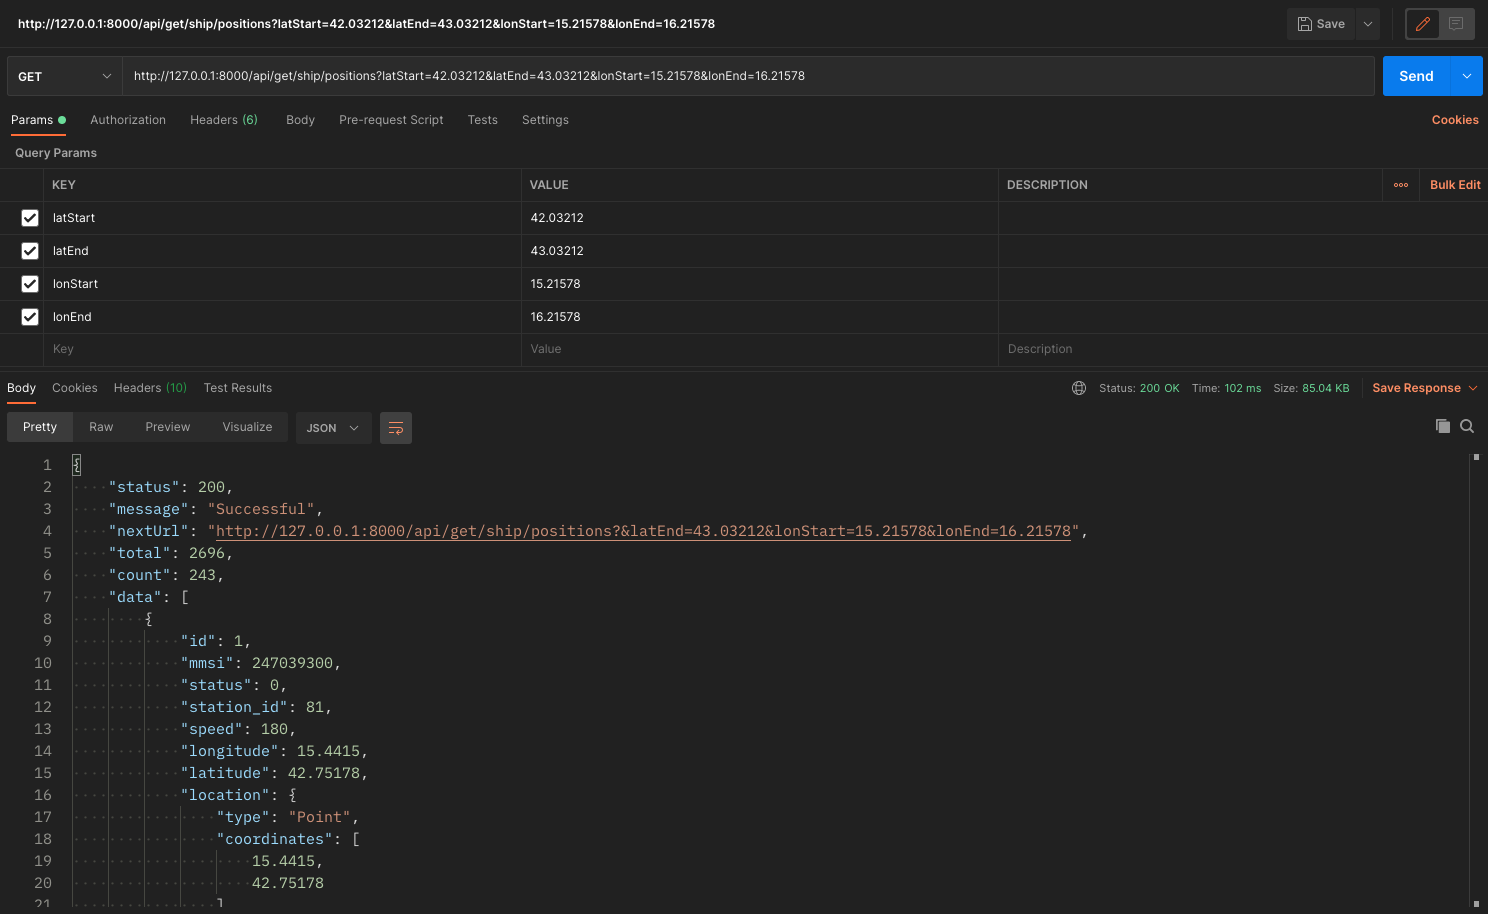 http://127.0.0.1:8000/api/get/ship/positions?latStart=42.03212&latEnd=43.03212&lonStart=15.21578&lonEnd=16.21578
Save
GET
http://127.0.0.1:8000/api/get/ship/positions?latStart=42.03212&latEnd=43.03212&lonStart=15.21578&lonEnd=16.21578
Send
Params Authorization Headers (6) Body Pre-request Script Tests Settings Cookies
Query Params
KEY VALUE DESCRIPTION ooo Bulk Edit
latStart 42.03212
latEnd 43.03212
lonStart 15.21578
lonEnd 16.21578
Key Value Description
Body Cookies Headers (10) Test Results Status: 200 OK Time: 102 ms Size: 85.04 KB Save Response
Pretty Raw Preview Visualize JSON
1 {
2 "status": 200,
3 "message": "Successful",
4 "nextUrl": "http://127.0.0.1:8000/api/get/ship/positions?&latEnd=43.03212&lonStart=15.21578&lonEnd=16.21578",
5 "total": 2696,
6 "count": 243,
7 "data": [
8 {
9 "id": 1,
10 "mmsi": 247039300,
11 "status": 0,
12 "station_id": 81,
13 "speed": 180,
14 "longitude": 15.4415,
15 "latitude": 42.75178,
16 "location": {
17 "type": "Point",
18 "coordinates": [
19 15.4415,
20 42.75178
21 ]